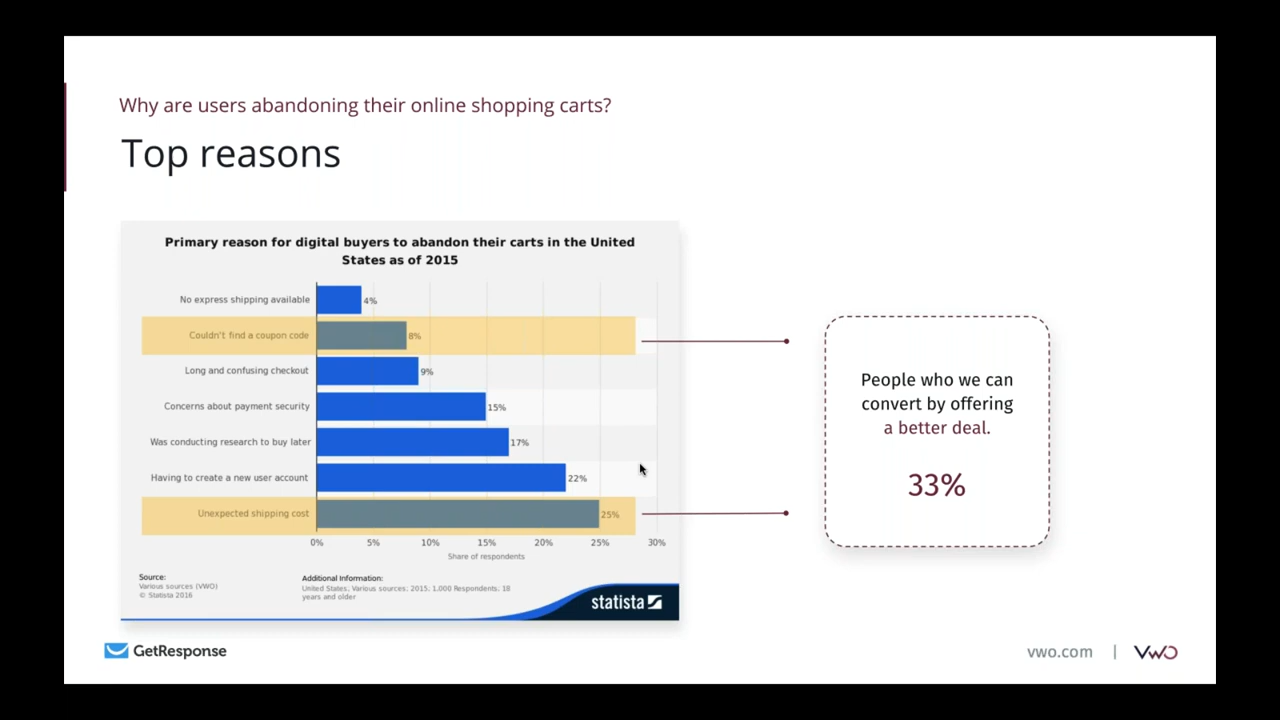 Why are users abandoning their online shopping carts?
Top reasons
Primary reason for digital buyers to abandon their carts in the United
States as of 2015
No express shipping available 4%
Couldn't find a coupon code 8%
Long and confusing checkout 9%
Concerns about payment security 15%
Was conducting research to buy later 17%
Having to create a new user account 22%
Unexpected shipping cost 25%
0% 5% 10% 15% 20% 25% 30%
Share of respondents
Source:
Various sources (VWO)
© Statista 2016
Additional Information:
United States; Various sources; 2015; 1,000 Respondents; 18
years and older
statista
People who we can
convert by offering
a better deal.
33%
GetResponse
vwo.com | VWO